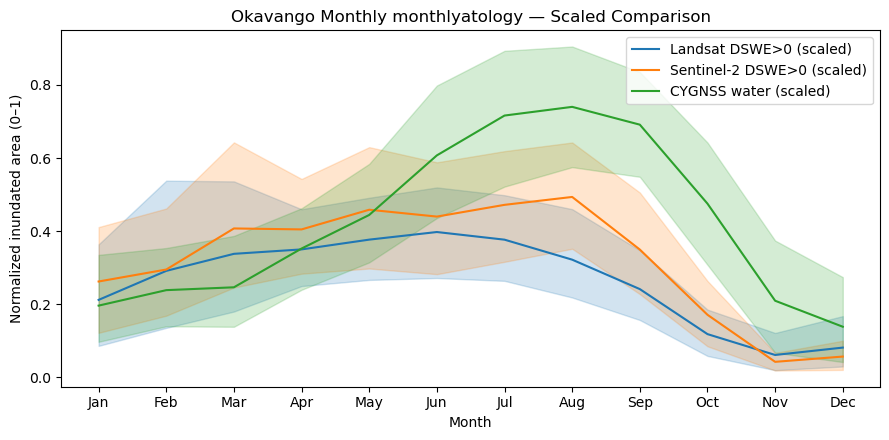 Okavango Monthly monthlyatology — Scaled Comparison
Normalized inundated area (0–1)
0.8
0.6
0.4
0.2
0.0
Landsat DSWE>0 (scaled)
Sentinel-2 DSWE>0 (scaled)
CYGNSS water (scaled)
Jan Feb Mar Apr May Jun Jul Aug Sep Oct Nov Dec
Month